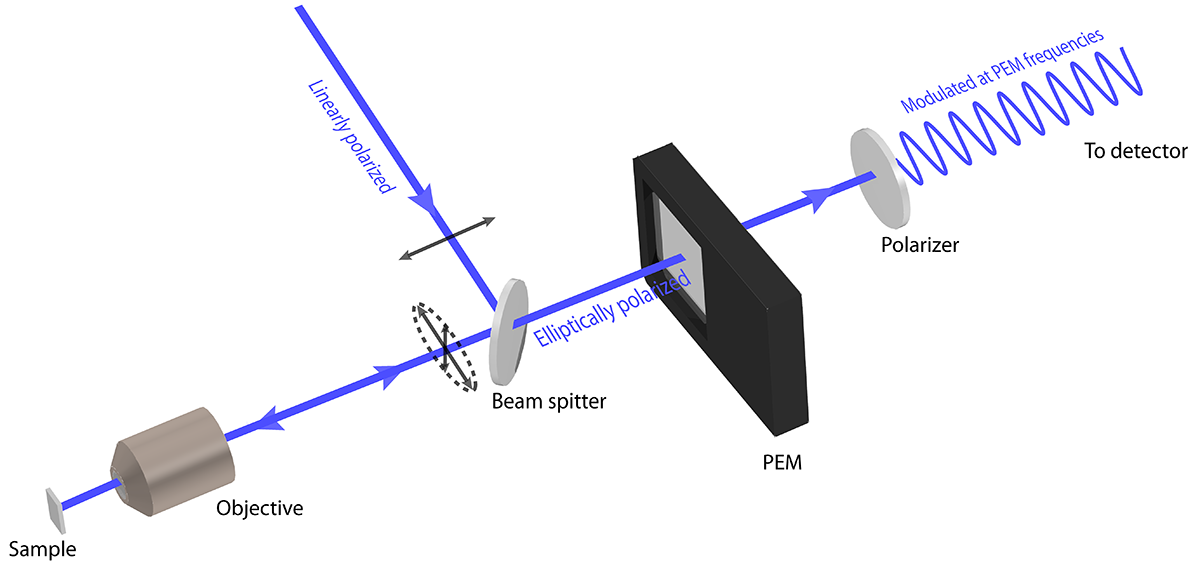 Modulated at PEM frequencies
Linearly polarized
To detector
Polarizer
Elliptically polarized
Beam spitter
PEM
Objective
Sample